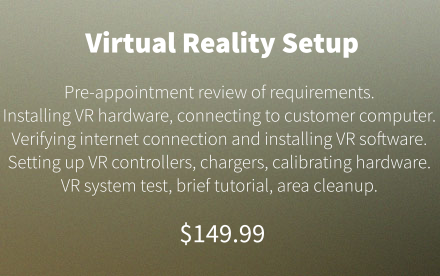 Virtual Reality Setup
Pre-appointment review of requirements.
Installing VR hardware, connecting to customer computer.
Verifying internet connection and installing VR software.
Setting up VR controllers, chargers, calibrating hardware.
VR system test, brief tutorial, area cleanup.
$149.99